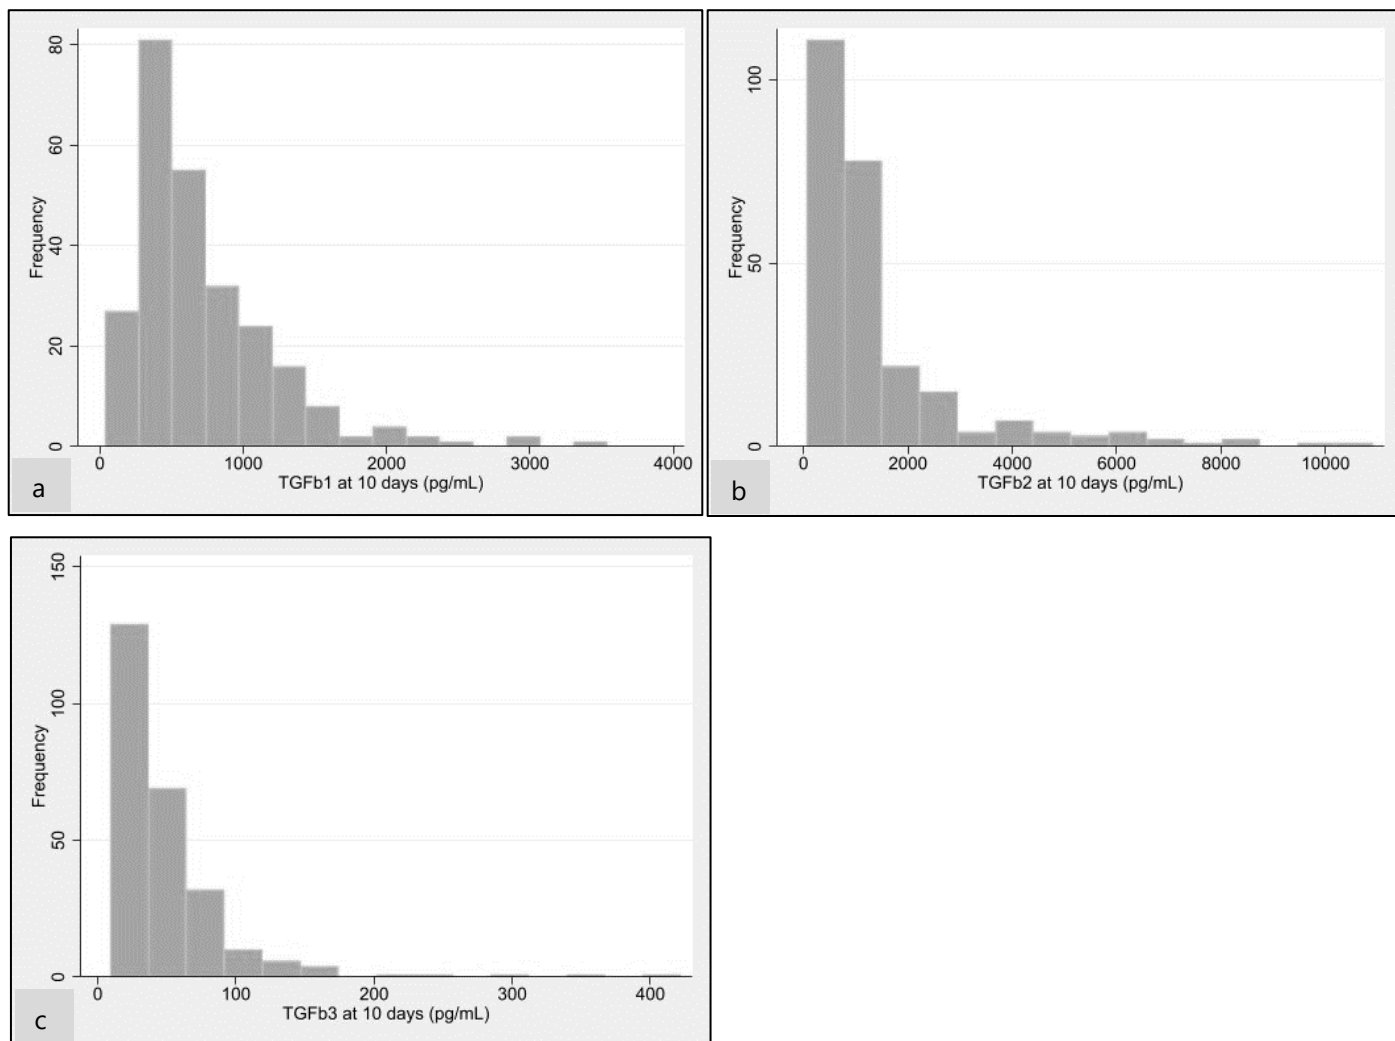 80
60
40
20
0
Frequency
0 1000 2000 3000 4000
TGFb1 at 10 days (pg/mL)
a
100
50
0
Frequency
0 2000 4000 6000 8000 10000
TGFb2 at 10 days (pg/mL)
b
150
100
50
0
Frequency
0 100 200 300 400
TGFb3 at 10 days (pg/mL)
c